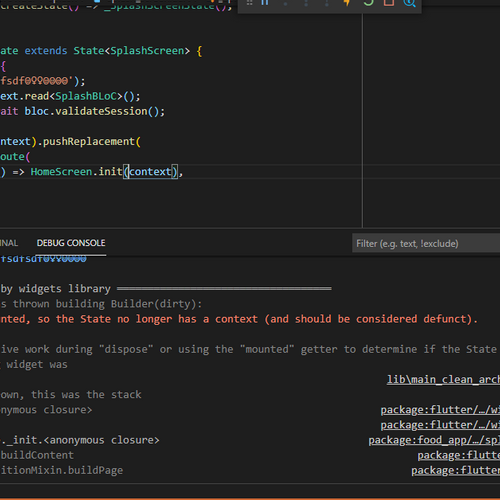 createState() => _SplashScreenState();
ate extends State<SplashScreen> {
{
fsdf0990000');
ext.read<SplashBLoC>();
ait bloc.validateSession();
ntext).pushReplacement(
oute(
) => HomeScreen.init(context),
NAL DEBUG CONSOLE Filter (e.g. text, !exclude)
fsdfsdf0990000
by widgets library
s thrown building Builder(dirty):
nted, so the State no longer has a context (and should be considered defunct).
ive work during "dispose" or using the "mounted" getter to determine if the State
widget was
lib\main_clean_arc
own, this was the stack
onymous closure> package:flutter/…/wi
package:flutter/…/wi
._init.<anonymous closure> package:food_app/…/spl
buildContent package:flutte
itionMixin.buildPage package:flutter